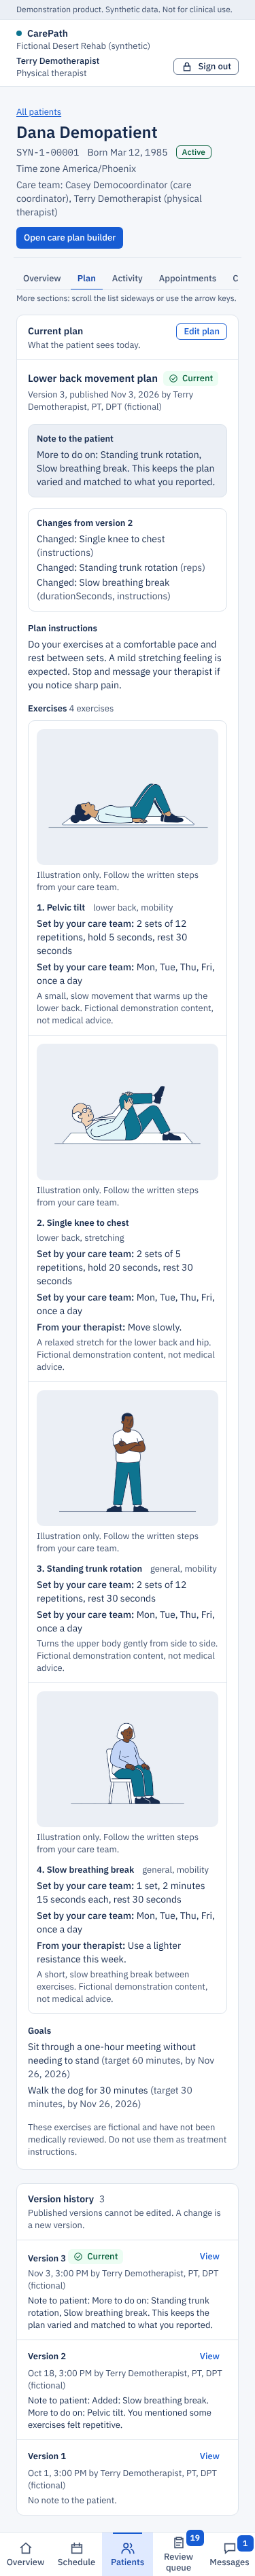 Demonstration product. Synthetic data. Not for clinical use.
CarePath
Fictional Desert Rehab (synthetic)
Terry Demotherapist
Physical therapist
Sign out
All patients
Dana Demopatient
SYN-1-00001 Born Mar 12, 1985 Active
Time zone America/Phoenix
Care team: Casey Democoordinator (care
coordinator), Terry Demotherapist (physical
therapist)
Open care plan builder
Overview Plan Activity Appointments C
More sections: scroll the list sideways or use the arrow keys.
Current plan
Edit plan
What the patient sees today.
Lower back movement plan Current
Version 3, published Nov 3, 2026 by Terry
Demotherapist, PT, DPT (fictional)
Note to the patient
More to do on: Standing trunk rotation,
Slow breathing break. This keeps the plan
varied and matched to what you reported.
Changes from version 2
Changed: Single knee to chest
(instructions)
Changed: Standing trunk rotation (reps)
Changed: Slow breathing break
(durationSeconds, instructions)
Plan instructions
Do your exercises at a comfortable pace and
rest between sets. A mild stretching feeling is
expected. Stop and message your therapist if
you notice sharp pain.
Exercises 4 exercises
Illustration only. Follow the written steps
from your care team.
1. Pelvic tilt lower back, mobility
Set by your care team: 2 sets of 12
repetitions, hold 5 seconds, rest 30
seconds
Set by your care team: Mon, Tue, Thu, Fri,
once a day
A small, slow movement that warms up the
lower back. Fictional demonstration content,
not medical advice.
Illustration only. Follow the written steps
from your care team.
2. Single knee to chest
lower back, stretching
Set by your care team: 2 sets of 5
repetitions, hold 20 seconds, rest 30
seconds
Set by your care team: Mon, Tue, Thu, Fri,
once a day
From your therapist: Move slowly.
A relaxed stretch for the lower back and hip.
Fictional demonstration content, not medical
advice.
Illustration only. Follow the written steps
from your care team.
3. Standing trunk rotation general, mobility
Set by your care team: 2 sets of 12
repetitions, rest 30 seconds
Set by your care team: Mon, Tue, Thu, Fri,
once a day
Turns the upper body gently from side to side.
Fictional demonstration content, not medical
advice.
Illustration only. Follow the written steps
from your care team.
4. Slow breathing break general, mobility
Set by your care team: 1 set, 2 minutes
15 seconds each, rest 30 seconds
Set by your care team: Mon, Tue, Thu, Fri,
once a day
From your therapist: Use a lighter
resistance this week.
A short, slow breathing break between
exercises. Fictional demonstration content,
not medical advice.
Goals
Sit through a one-hour meeting without
needing to stand (target 60 minutes, by Nov
26, 2026)
Walk the dog for 30 minutes (target 30
minutes, by Nov 26, 2026)
These exercises are fictional and have not been
medically reviewed. Do not use them as treatment
instructions.
Version history 3
Published versions cannot be edited. A change is
a new version.
Version 3 Current View
Nov 3, 3:00 PM by Terry Demotherapist, PT, DPT
(fictional)
Note to patient: More to do on: Standing trunk
rotation, Slow breathing break. This keeps the
plan varied and matched to what you reported.
Version 2 View
Oct 18, 3:00 PM by Terry Demotherapist, PT, DPT
(fictional)
Note to patient: Added: Slow breathing break.
More to do on: Pelvic tilt. You mentioned some
exercises felt repetitive.
Version 1 View
Oct 1, 3:00 PM by Terry Demotherapist, PT, DPT
(fictional)
No note to the patient.
Overview Schedule Patients Review queue 19 Messages 1